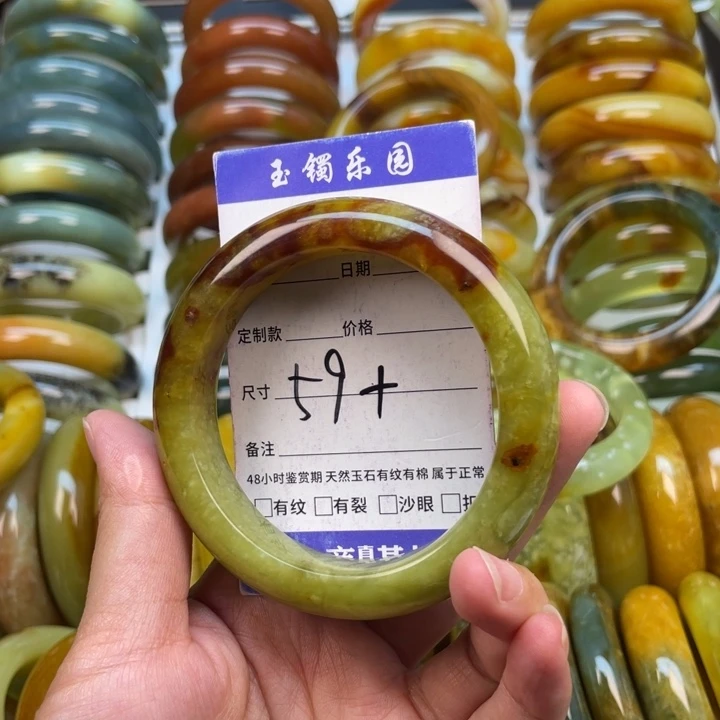 玉镯乐园
日期
定制款 价格
尺寸 59+
备注
48小时鉴赏期 天然玉石有纹有棉 属于正常
□有纹 □有裂 □沙眼